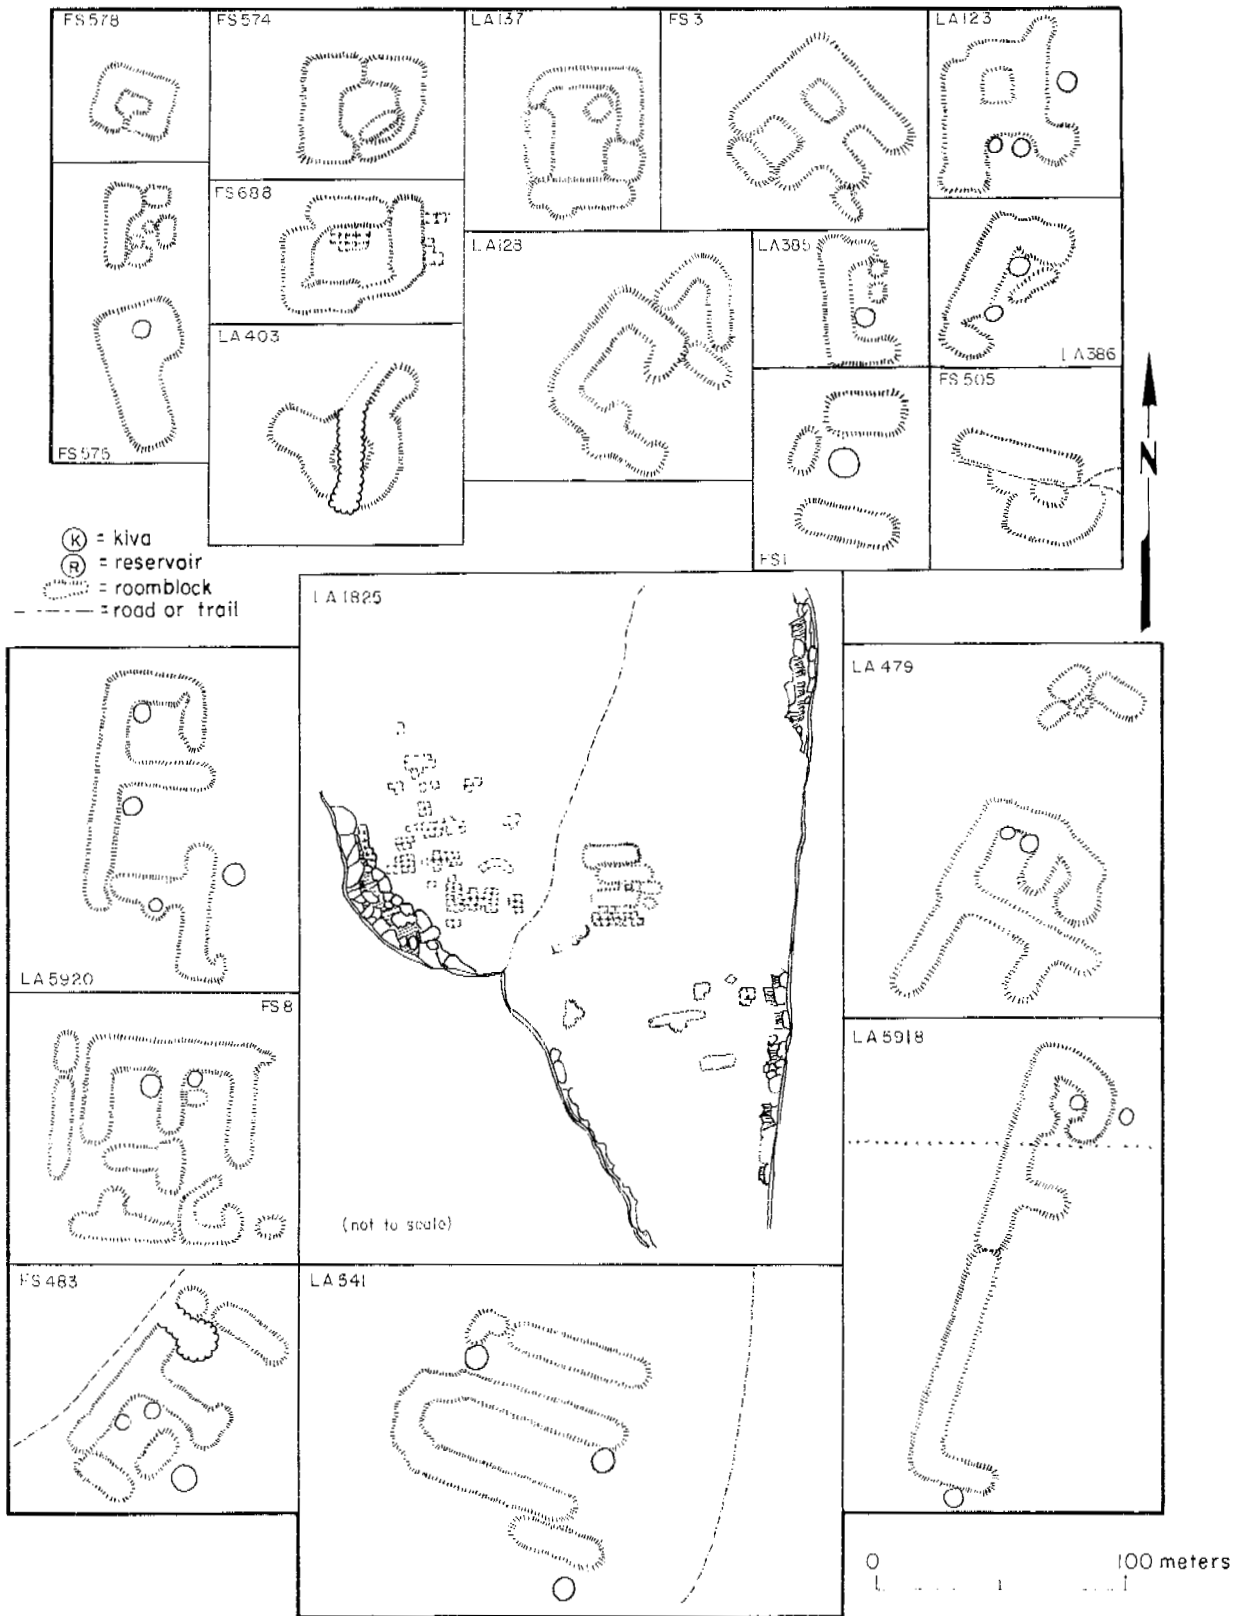 FS 578
FS 574
LA 137
FS 3
LA 123
FS 688
LA 128
LA 385
LA 403
LA 386
FS 505
FS 575
FS 1
N
K = kiva
R = reservoir
= roomblock
= road or trail
LA 1825
LA 479
LA 5920
FS 8
LA 5918
(not to scale)
FS 483
LA 541
0 100 meters